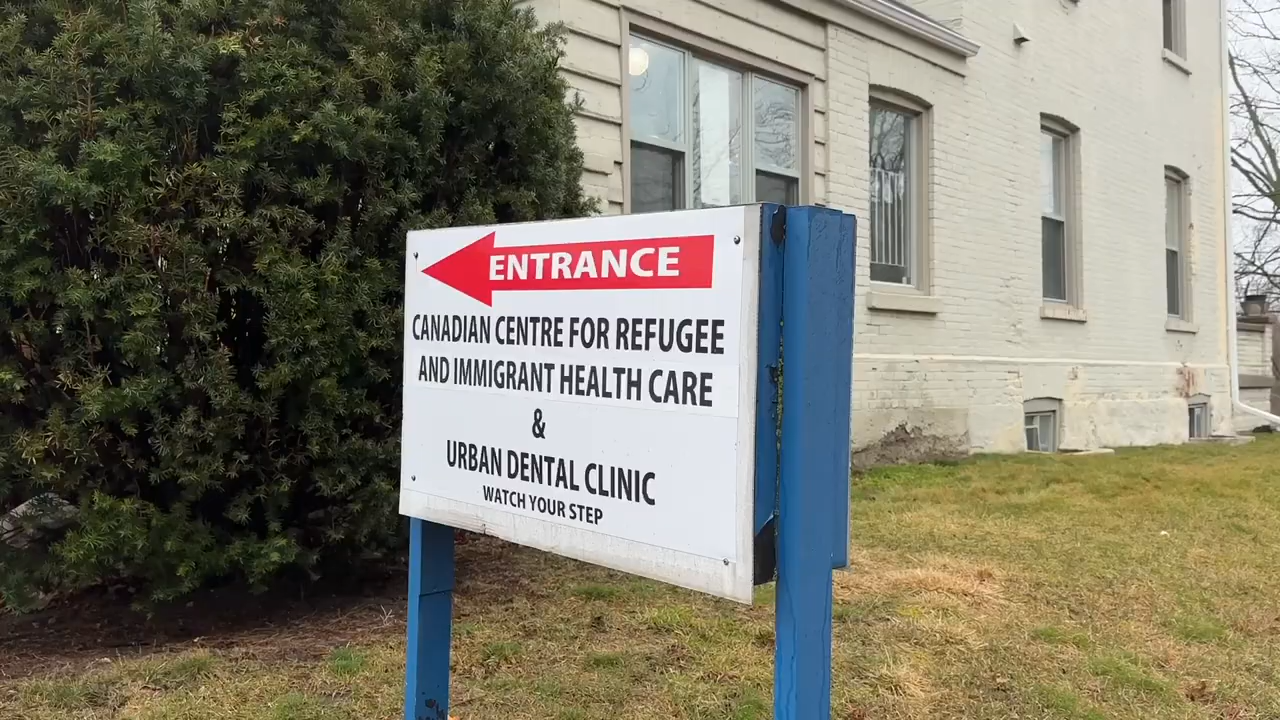 ENTRANCE
CANADIAN CENTRE FOR REFUGEE
AND IMMIGRANT HEALTH CARE
&
URBAN DENTAL CLINIC
WATCH YOUR STEP